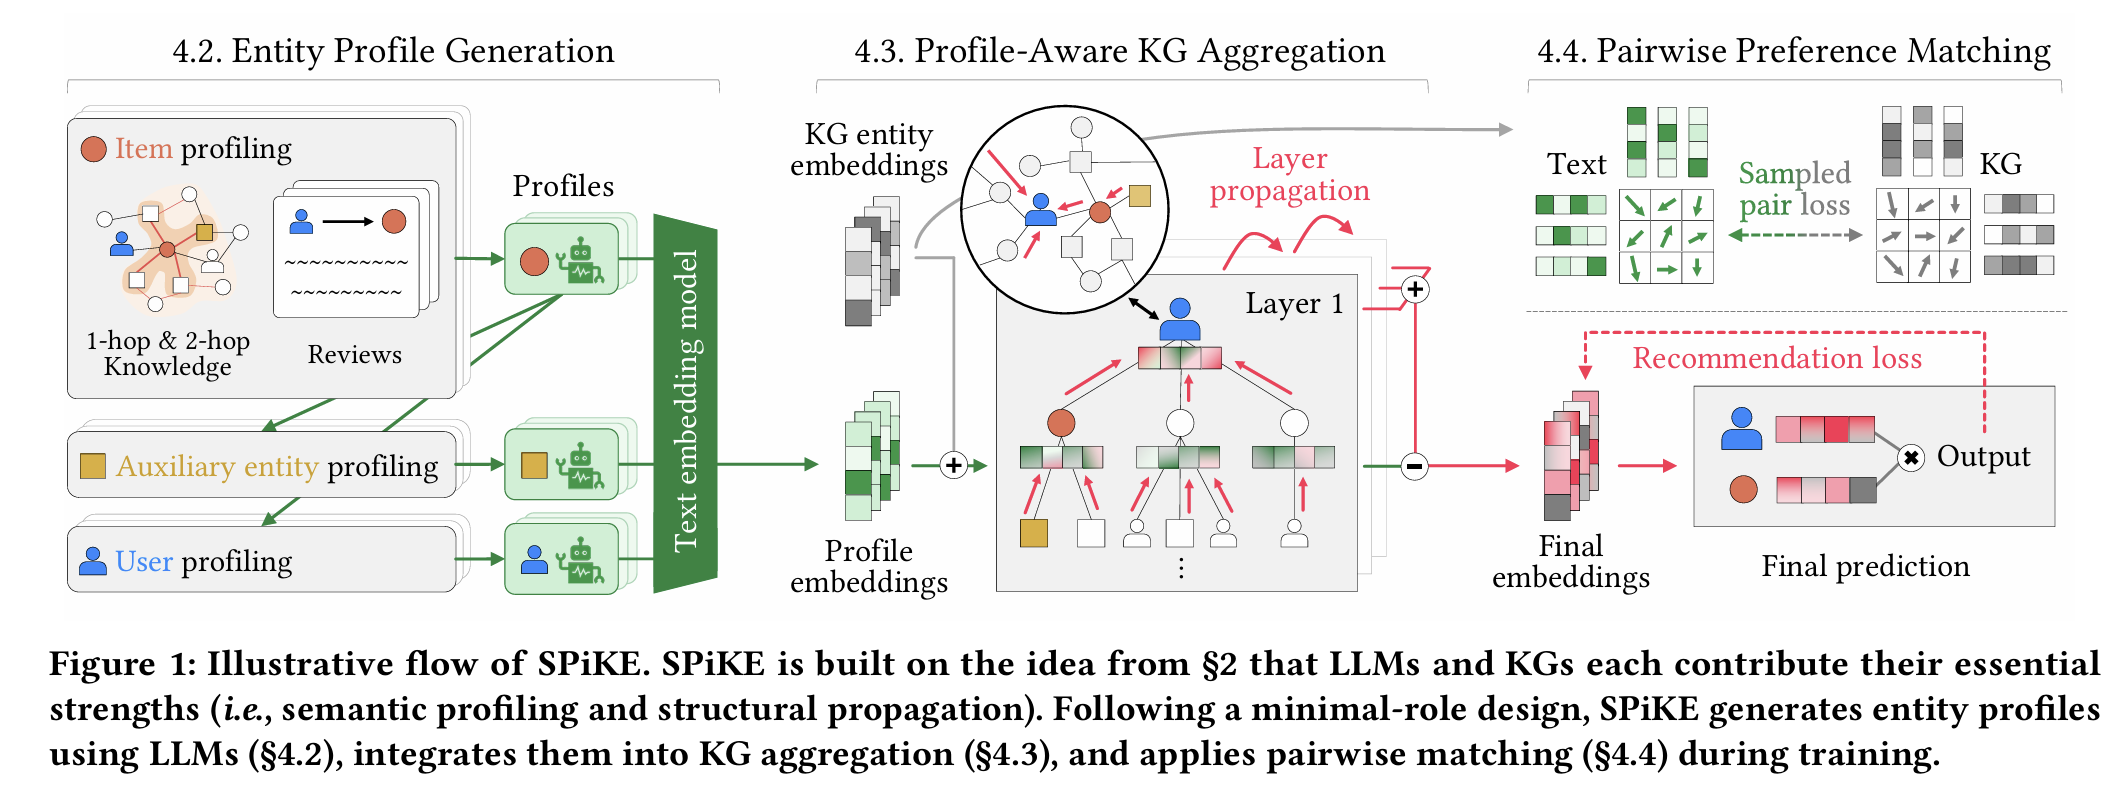 4.2. Entity Profile Generation
Item profiling
1-hop & 2-hop
Knowledge
Reviews
Profiles
Auxiliary entity profiling
User profiling
Text embedding model
4.3. Profile-Aware KG Aggregation
KG entity
embeddings
Layer
propagation
Layer 1
Profile
embeddings
4.4. Pairwise Preference Matching
Text
Sampled
pair loss
KG
Recommendation loss
Output
Final
embeddings
Final prediction
Figure 1: Illustrative flow of SPiKE. SPiKE is built on the idea from §2 that LLMs and KGs each contribute their essential
strengths (i.e., semantic profiling and structural propagation). Following a minimal-role design, SPiKE generates entity profiles
using LLMs (§4.2), integrates them into KG aggregation (§4.3), and applies pairwise matching (§4.4) during training.